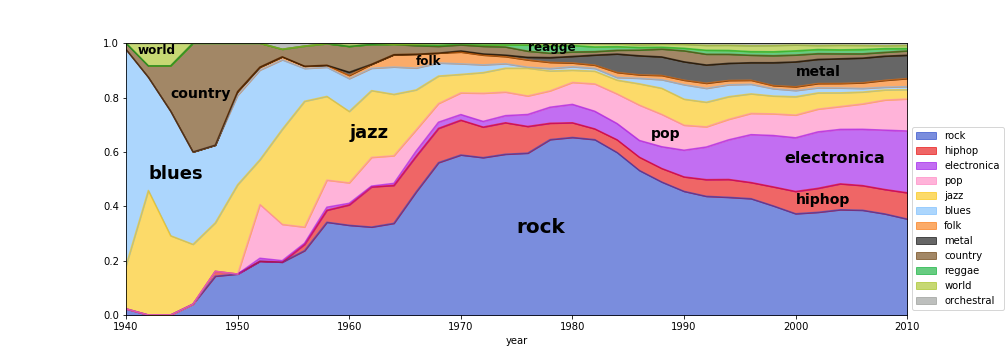 1.0
0.8
0.6
0.4
0.2
0.0
world
reagge
folk
metal
country
jazz
pop
blues
electronica
hiphop
rock
rock
hiphop
electronica
pop
jazz
blues
folk
metal
country
reggae
world
orchestral
1940
1950
1960
1970
1980
1990
2000
2010
year